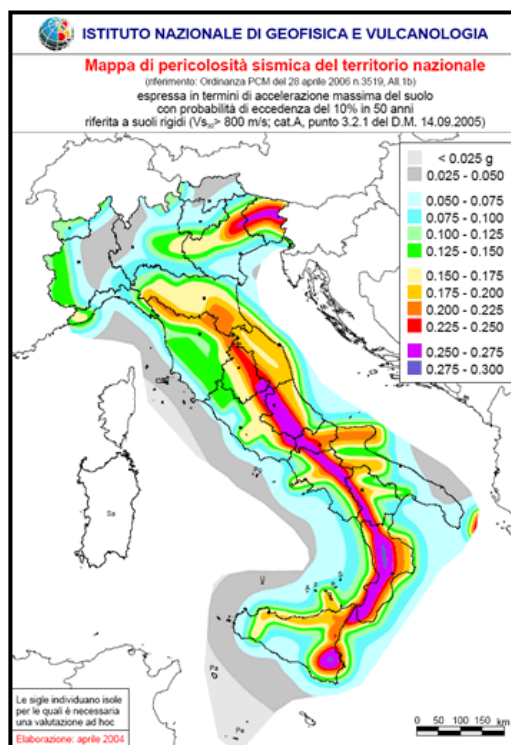 ISTITUTO NAZIONALE DI GEOFISICA E VULCANOLOGIA
Mappa di pericolosità sismica del territorio nazionale
(riferimento: Ordinanza PCM del 28 aprile 2006 n.3519, All.1b)
espressa in termini di accelerazione massima del suolo
con probabilità di eccedenza del 10% in 50 anni
riferita a suoli rigidi (Vs₃₀> 800 m/s; cat.A, punto 3.2.1 del D.M. 14.09.2005)
< 0.025 g
0.025 - 0.050
0.050 - 0.075
0.075 - 0.100
0.100 - 0.125
0.125 - 0.150
0.150 - 0.175
0.175 - 0.200
0.200 - 0.225
0.225 - 0.250
0.250 - 0.275
0.275 - 0.300
Sa
U
Pa
Pe
Le sigle individuano isole
per le quali è necessaria
una valutazione ad hoc
Elaborazione: aprile 2004
0 50 100 150 km